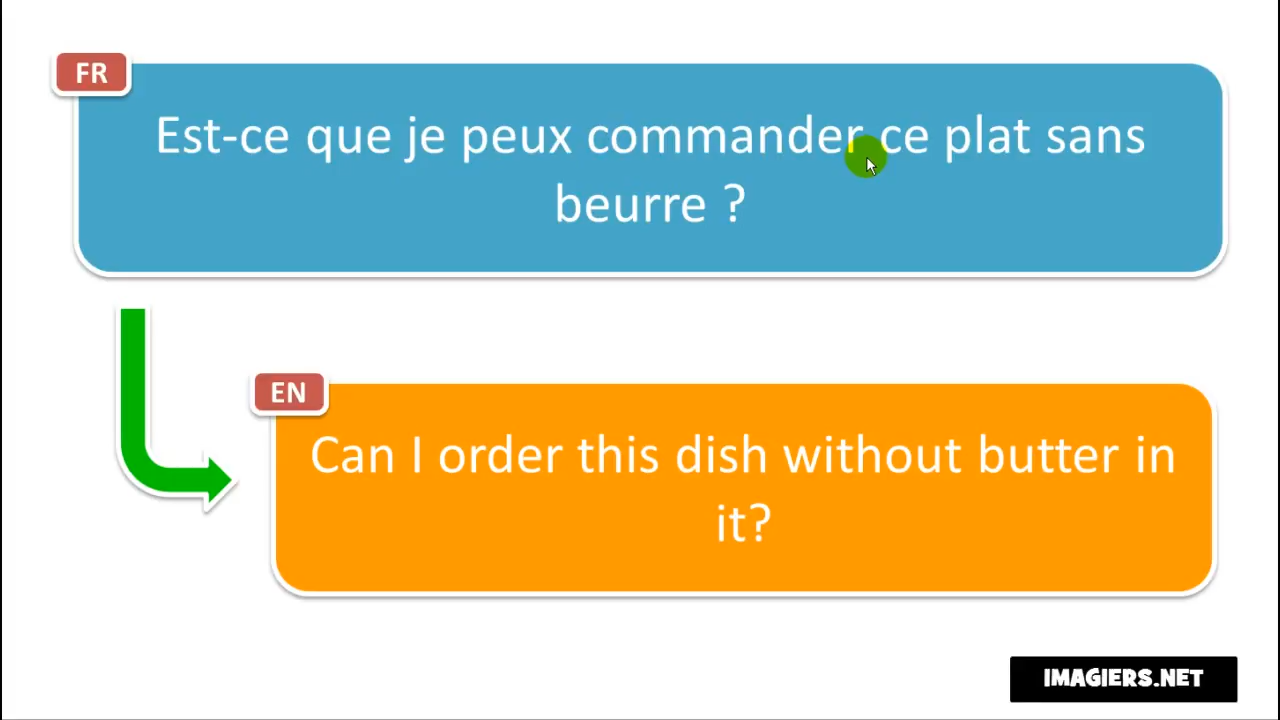 FR
Est-ce que je peux commander ce plat sans
beurre ?
EN
Can I order this dish without butter in
it?
IMAGIERS.NET